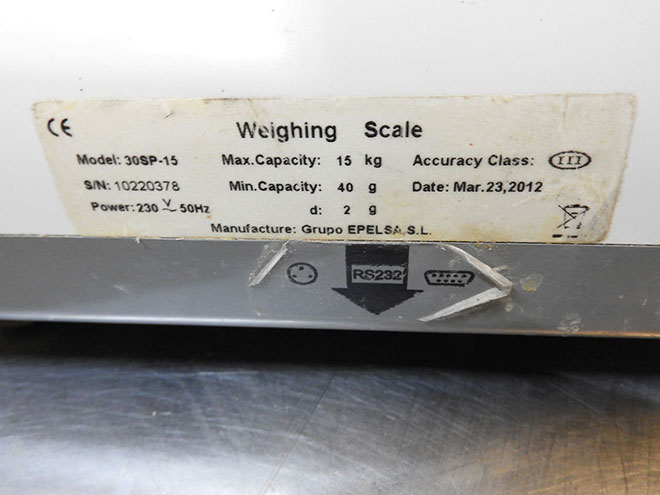 CE Weighing Scale
Model: 30SP-15 Max.Capacity: 15 kg Accuracy Class: III
S/N: 10220378 Min.Capacity: 40 g Date: Mar.23,2012
Power: 230 V~ 50Hz d: 2 g
Manufacture: Grupo EPELSA S.L.
RS232